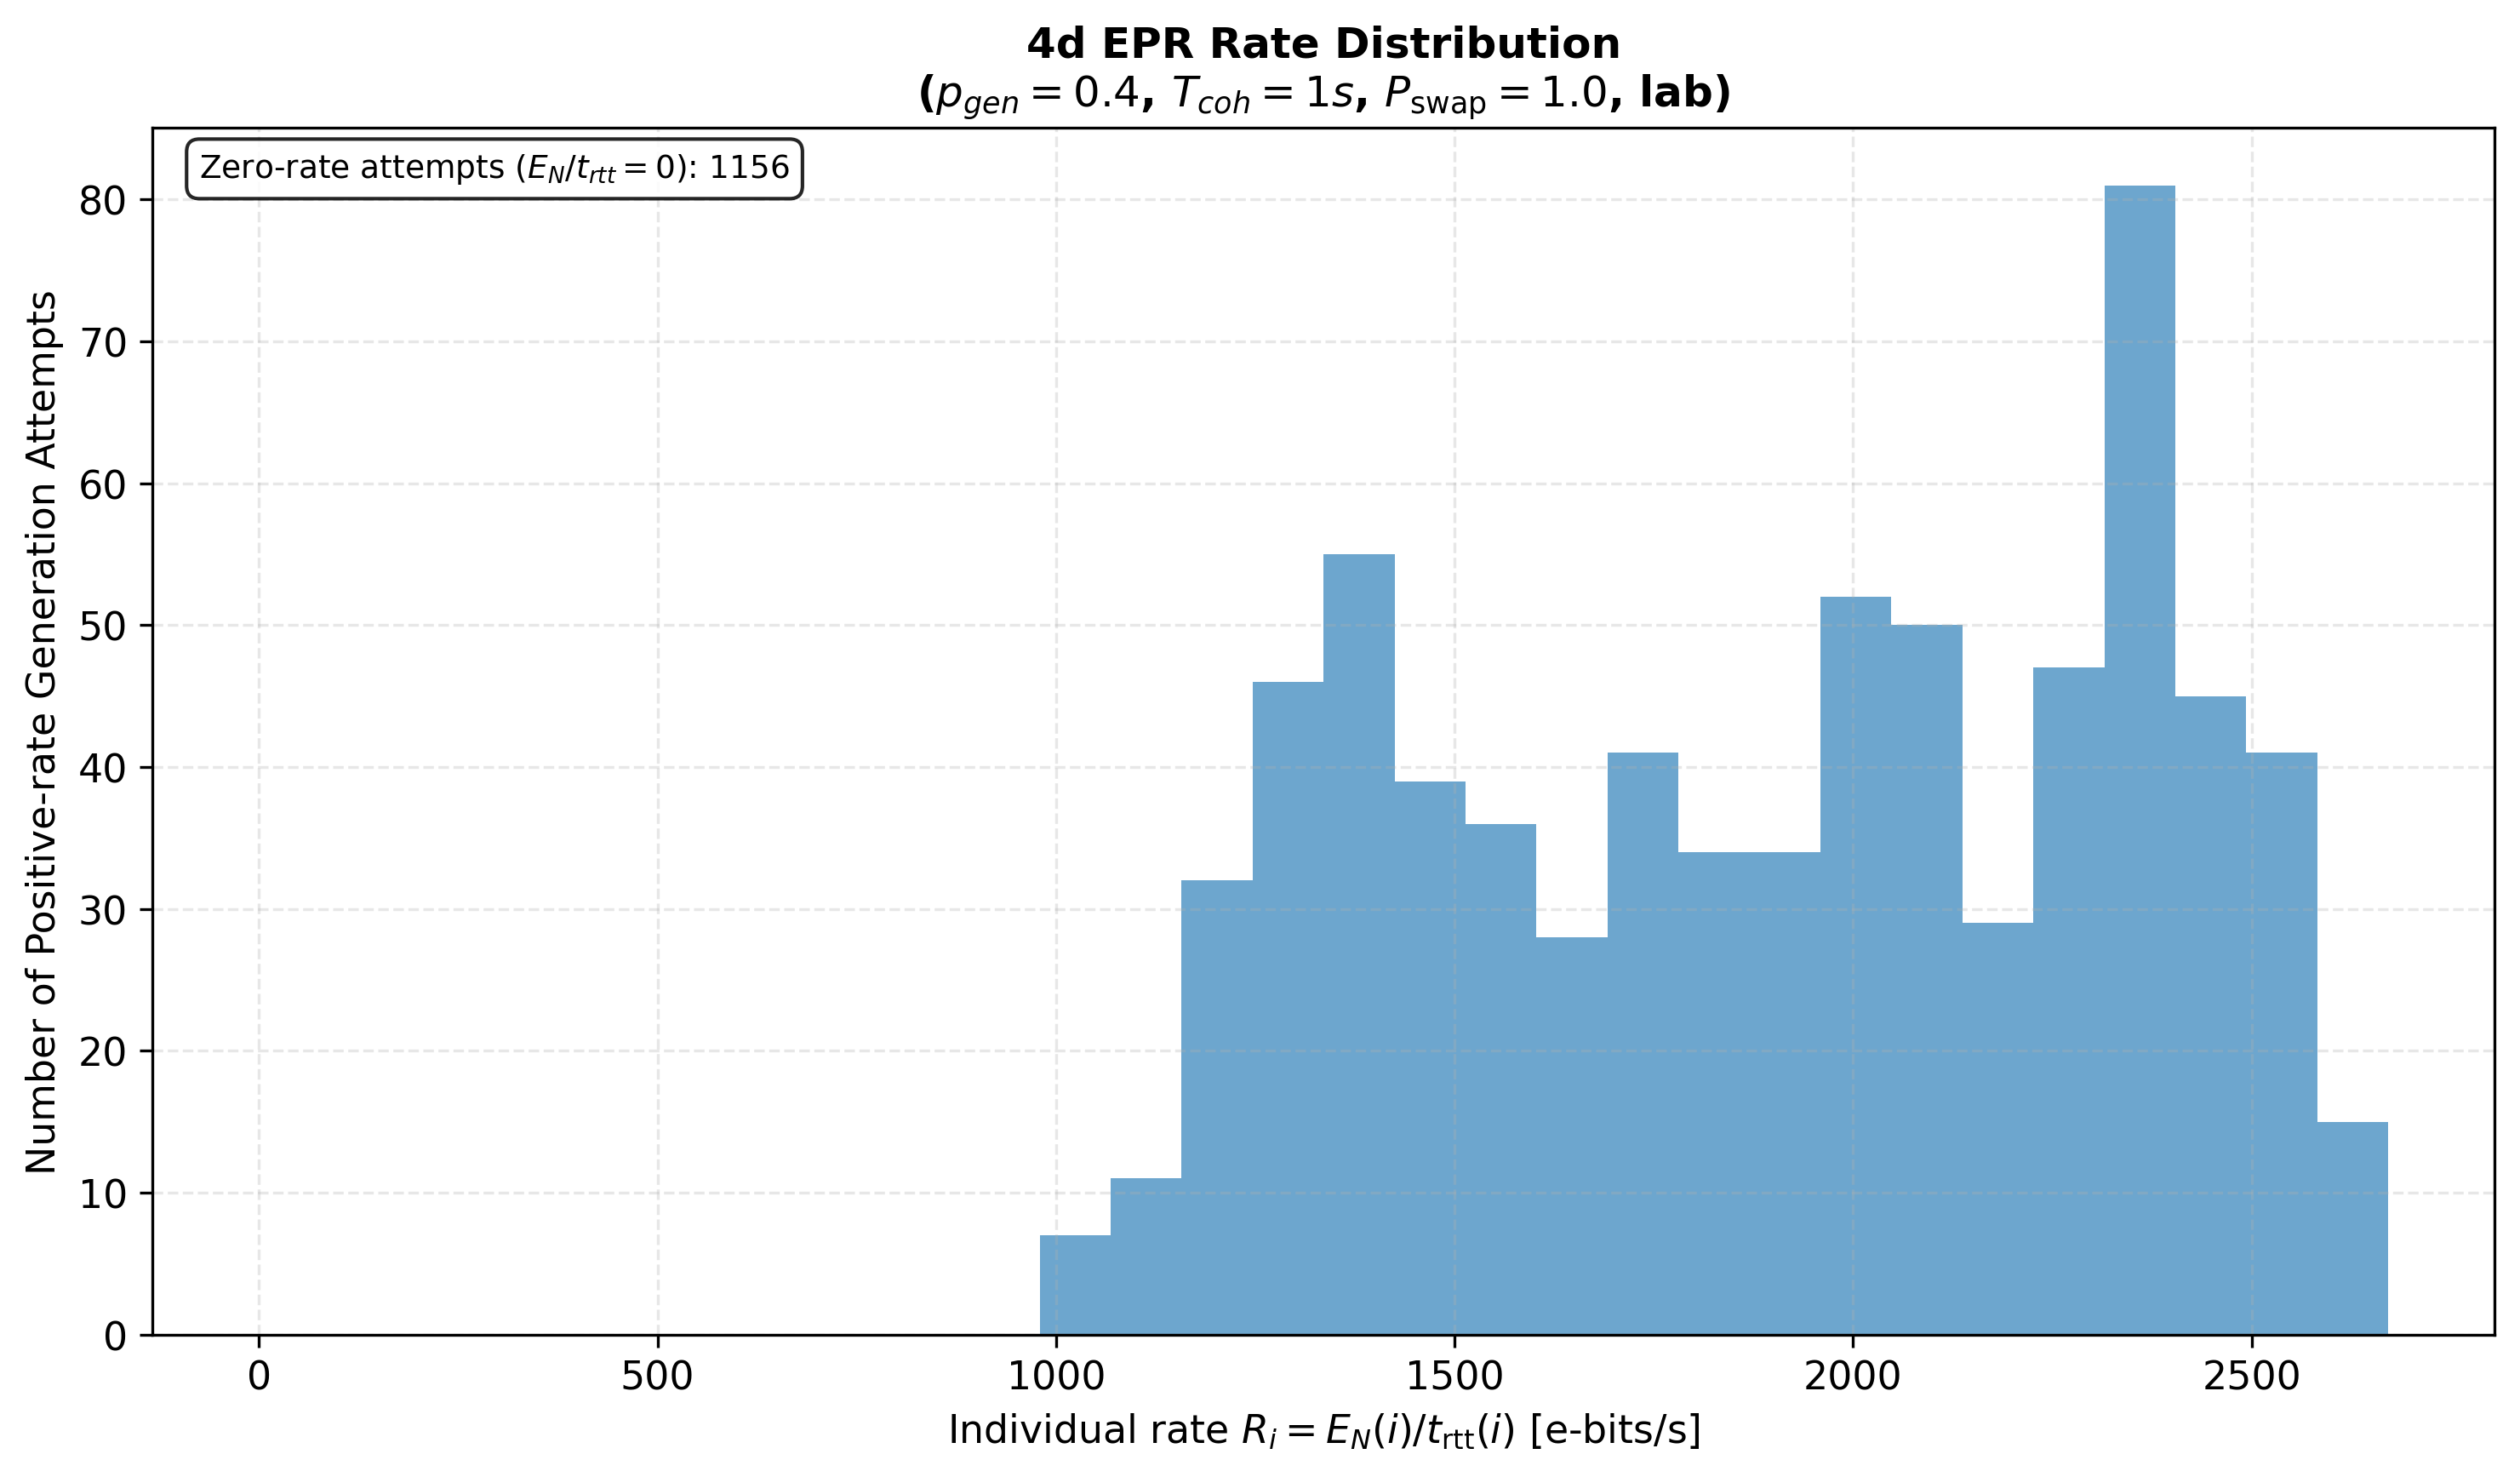 4d EPR Rate Distribution
(p_gen = 0.4, T_coh = 1s, P_swap = 1.0, lab)
Zero-rate attempts (E_N/t_rtt = 0): 1156
Number of Positive-rate Generation Attempts
80
70
60
50
40
30
20
10
0
0 500 1000 1500 2000 2500
Individual rate R_i = E_N(i)/t_rtt(i) [e-bits/s]